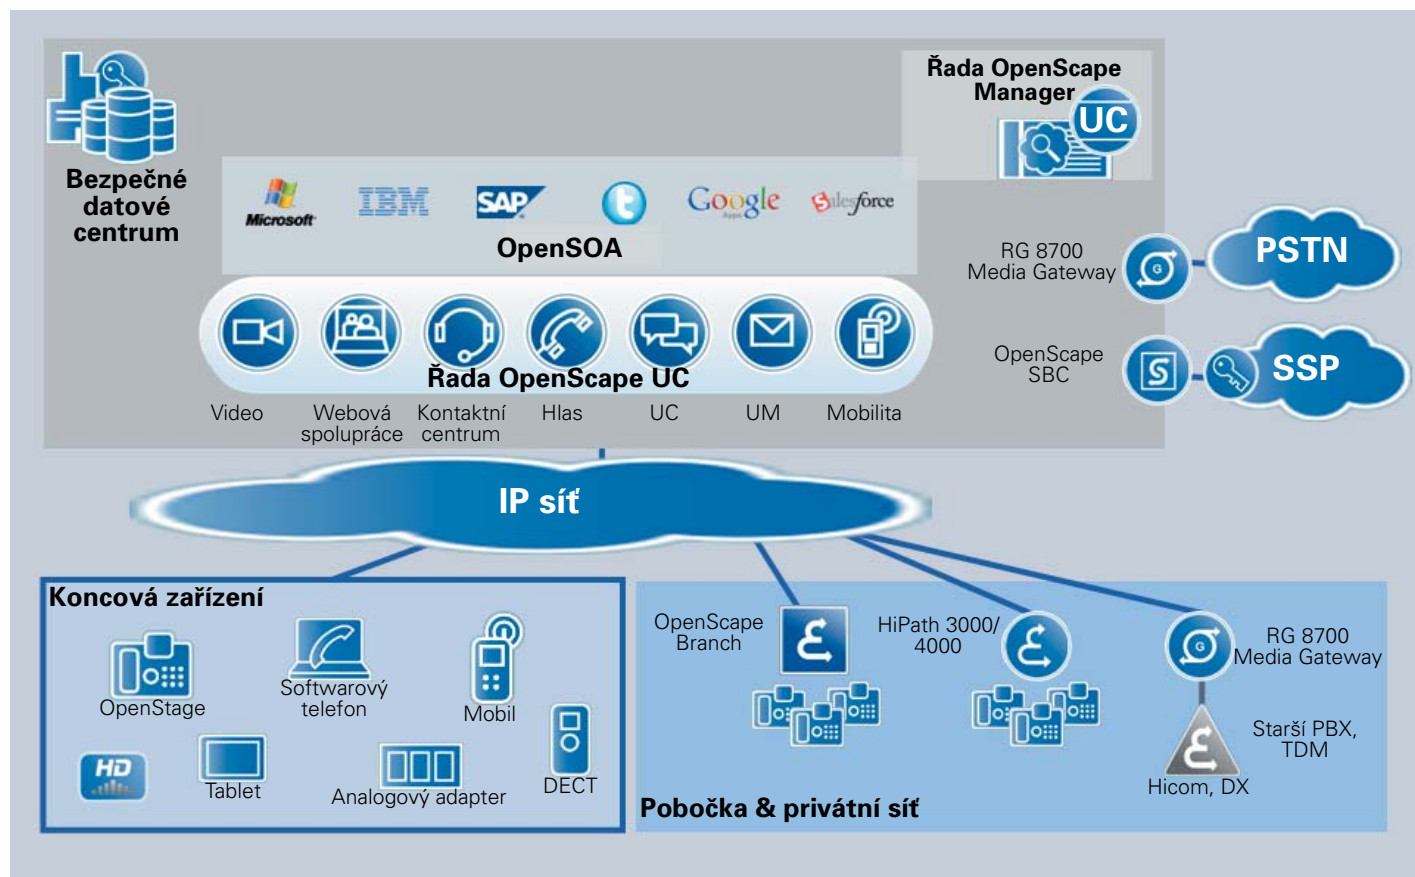 Řada OpenScape
Manager
UC
Bezpečné
datové
centrum
Microsoft
IBM
SAP
t
Google
Apps
salesforce
OpenSOA
RG 8700
Media Gateway
G
PSTN
OpenScape
SBC
S
SSP
Řada OpenScape UC
Video
Webová
spolupráce
Kontaktní
centrum
Hlas
UC
UM
Mobilita
IP síť
Koncová zařízení
OpenStage
Softwarový
telefon
Mobil
HD
Tablet
Analogový adapter
DECT
OpenScape
Branch
HiPath 3000/
4000
G
RG 8700
Media Gateway
Starší PBX,
TDM
Hicom, DX
Pobočka & privátní síť